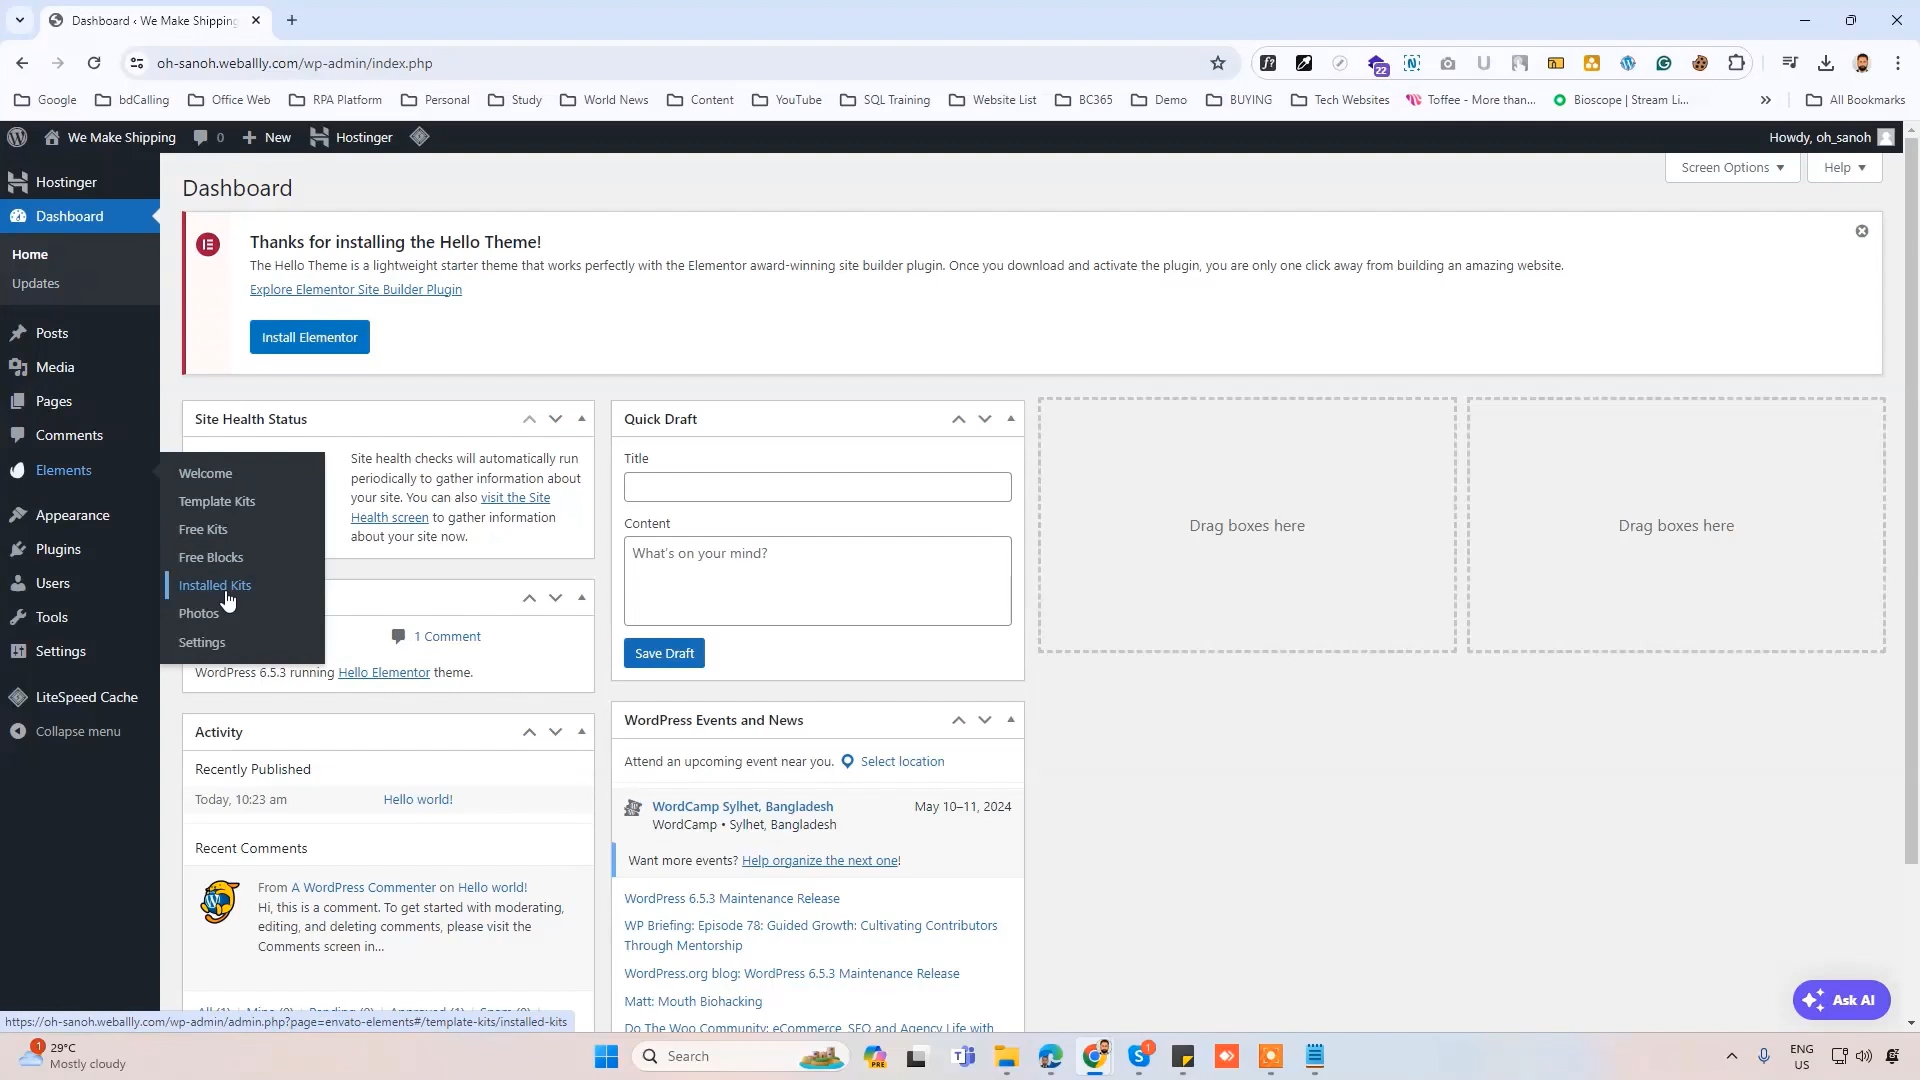 Dashboard ‹ We Make Shipping
oh-sanoh.weballly.com/wp-admin/index.php
22
Google
bdCalling
Office Web
RPA Platform
Personal
Study
World News
Content
YouTube
SQL Training
Website List
BC365
Demo
BUYING
Tech Websites
Toffee - More than...
Bioscope | Stream Li...
All Bookmarks
We Make Shipping
0
New
Hostinger
Howdy, oh_sanoh
Hostinger
Dashboard
Home
Updates
Posts
Media
Pages
Comments
Elements
Appearance
Plugins
Users
Tools
Settings
LiteSpeed Cache
Collapse menu
Welcome
Template Kits
Free Kits
Free Blocks
Installed Kits
Photos
Settings
Screen Options
Help
Dashboard
Thanks for installing the Hello Theme!
The Hello Theme is a lightweight starter theme that works perfectly with the Elementor award-winning site builder plugin. Once you download and activate the plugin, you are only one click away from building an amazing website.
Explore Elementor Site Builder Plugin
Install Elementor
Site Health Status
Site health checks will automatically run
periodically to gather information about
your site. You can also visit the Site
Health screen to gather information
about your site now.
1 Comment
WordPress 6.5.3 running Hello Elementor theme.
Activity
Recently Published
Today, 10:23 am
Hello world!
Recent Comments
From A WordPress Commenter on Hello world!
Hi, this is a comment. To get started with moderating,
editing, and deleting comments, please visit the
Comments screen in...
Quick Draft
Title
Content
What's on your mind?
Save Draft
WordPress Events and News
Attend an upcoming event near you.
Select location
WordCamp Sylhet, Bangladesh
May 10–11, 2024
WordCamp • Sylhet, Bangladesh
Want more events? Help organize the next one!
WordPress 6.5.3 Maintenance Release
WP Briefing: Episode 78: Guided Growth: Cultivating Contributors
Through Mentorship
WordPress.org blog: WordPress 6.5.3 Maintenance Release
Matt: Mouth Biohacking
Do The Woo Community: eCommerce, SEO and Agency Life with
Drag boxes here
Drag boxes here
Ask AI
https://oh-sanoh.weballly.com/wp-admin/admin.php?page=envato-elements#/template-kits/installed-kits
1
29°C
Mostly cloudy
Search
PRE
1
ENG
US